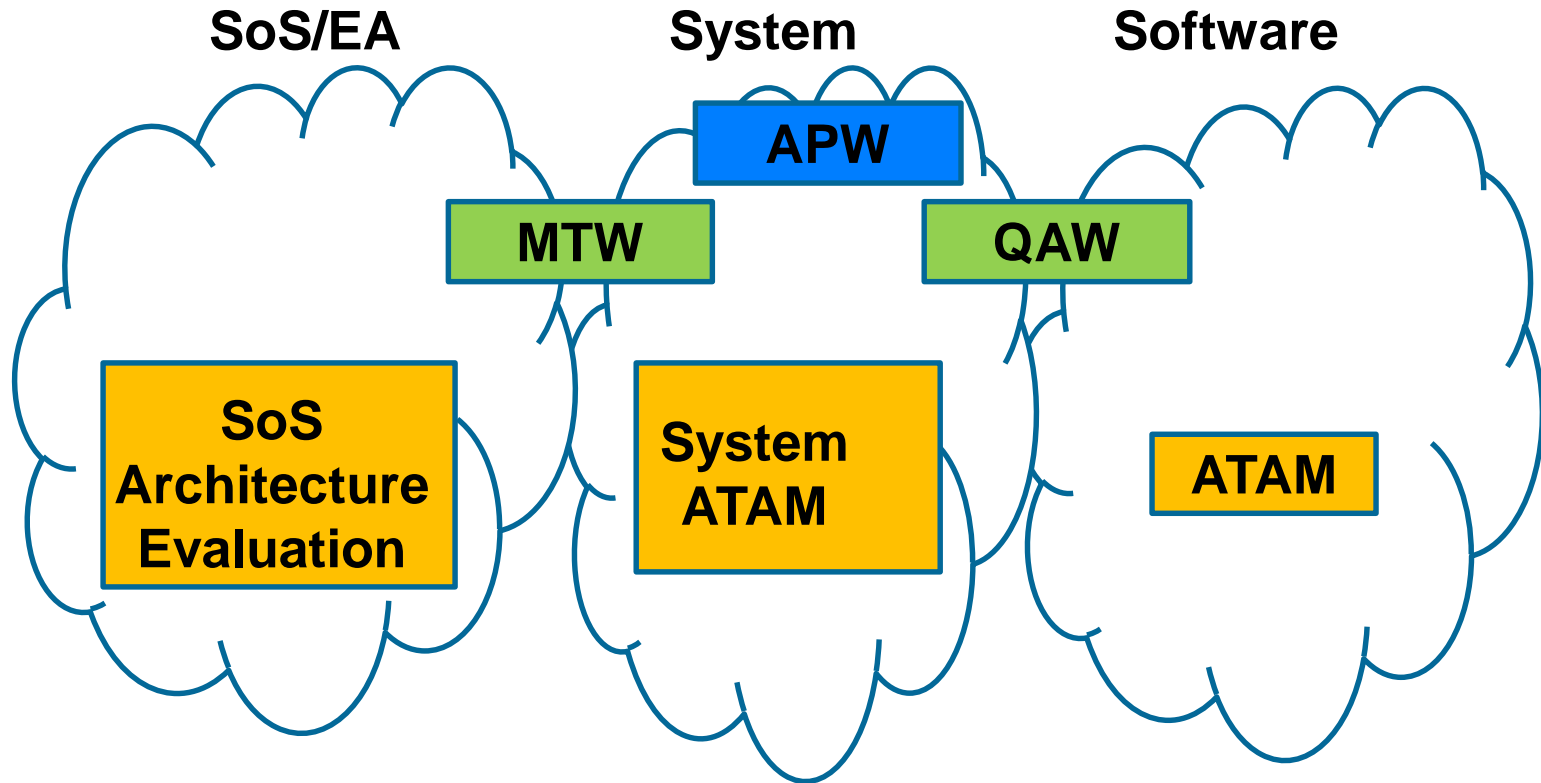 SoS/EA
System
Software
APW
MTW
QAW
SoS
Architecture
Evaluation
System
ATAM
ATAM